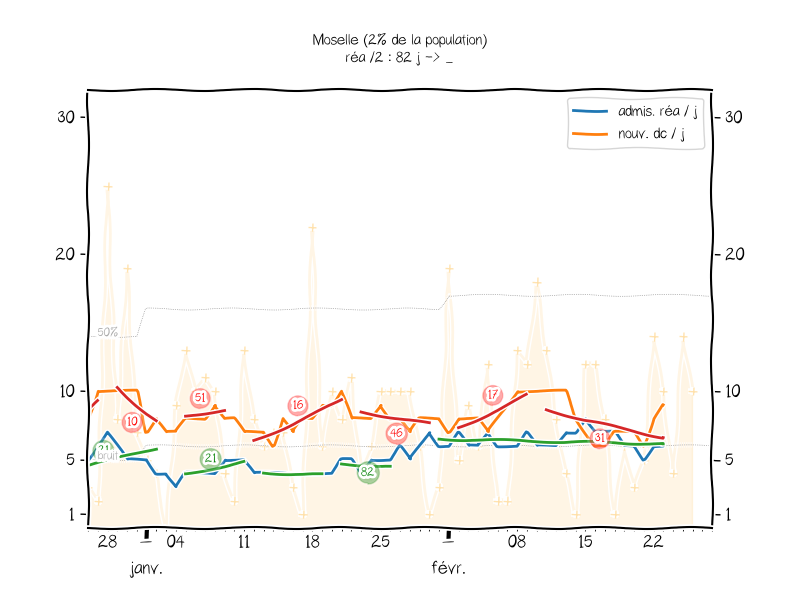 Moselle (2% de la population)
réa /2 : 82 j -> _
admis. réa / j
nouv. dc / j
30 30
20 20
10 10
5 5
1 1
50%
bruit
31
10
51
21
16
46
82
17
31
28 04 11 18 25 08 15 22
janv. févr.